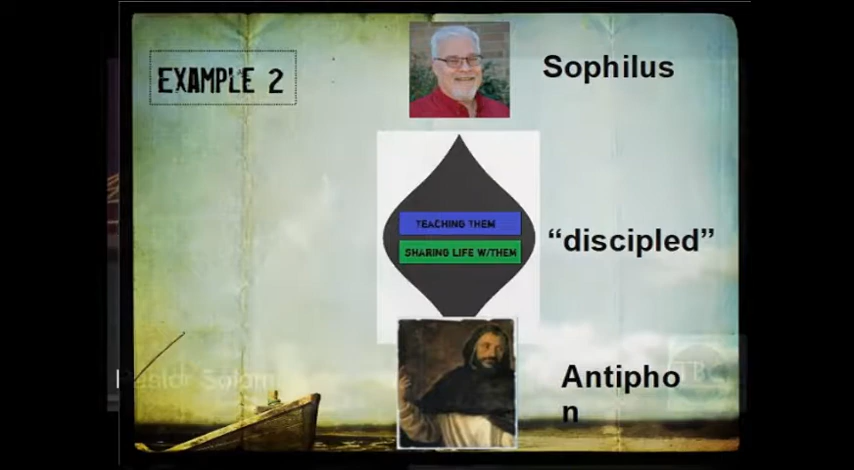 EXAMPLE 2
Sophilus
TEACHING THEM
SHARING LIFE W/THEM
“discipled”
Antipho
n